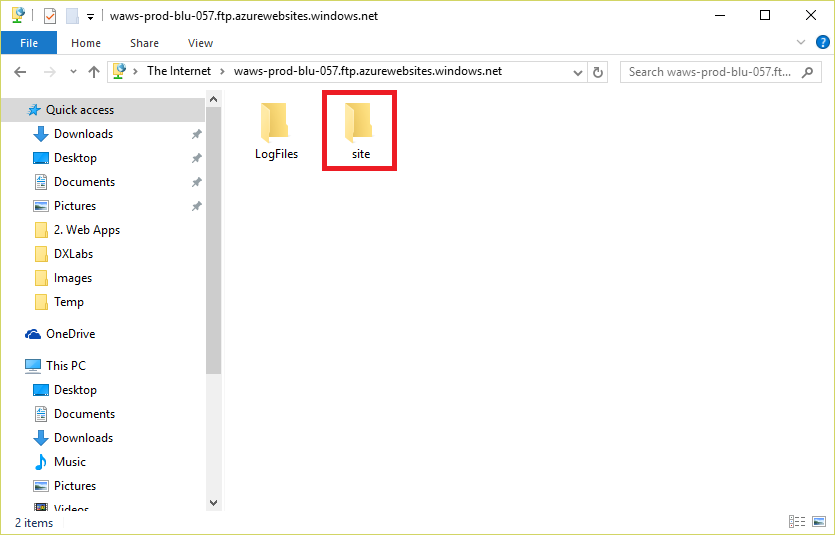 waws-prod-blu-057.ftp.azurewebsites.windows.net
File Home Share View
The Internet waws-prod-blu-057.ftp.azurewebsites.windows.net Search waws-prod-blu-057.ft...
Quick access
Downloads
Desktop
Documents
Pictures
2. Web Apps
DXLabs
Images
Temp
OneDrive
This PC
Desktop
Documents
Downloads
Music
Pictures
Videos
LogFiles
site
2 items